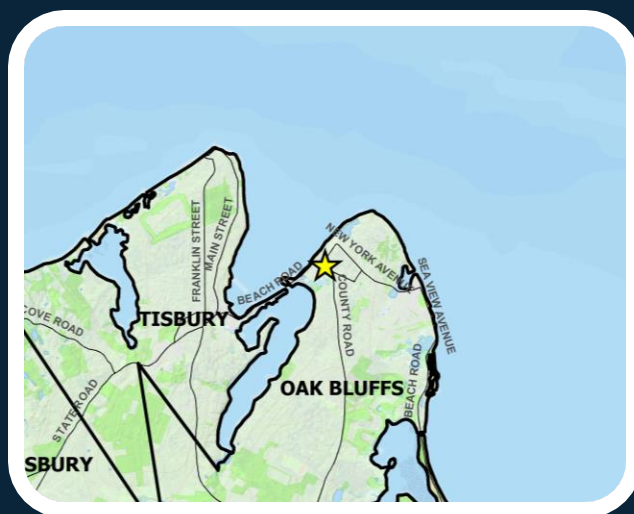 FRANKLIN STREET
MAIN STREET
NEW YORK AVENUE
SEA VIEW AVENUE
BEACH ROAD
COUNTY ROAD
COVE ROAD
TISBURY
OAK BLUFFS
BEACH ROAD
STATE ROAD
SBURY